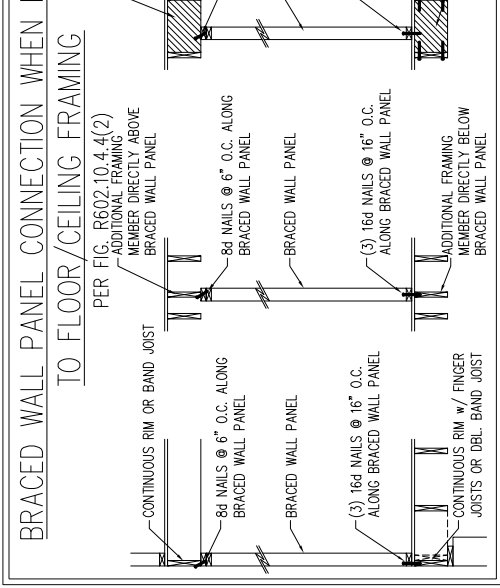 BRACED WALL PANEL CONNECTION WHEN
TO FLOOR/CEILING FRAMING
PER FIG. R602.10.4.4(2)
CONTINUOUS RIM OR BAND JOIST
8d NAILS @ 6" O.C. ALONG
BRACED WALL PANEL
BRACED WALL PANEL
(3) 16d NAILS @ 16" O.C.
ALONG BRACED WALL PANEL
CONTINUOUS RIM w/ FINGER
JOISTS OR DBL. BAND JOIST
ADDITIONAL FRAMING
MEMBER DIRECTLY ABOVE
BRACED WALL PANEL
8d NAILS @ 6" O.C. ALONG
BRACED WALL PANEL
BRACED WALL PANEL
(3) 16d NAILS @ 16" O.C.
ALONG BRACED WALL PANEL
ADDITIONAL FRAMING
MEMBER DIRECTLY BELOW
BRACED WALL PANEL